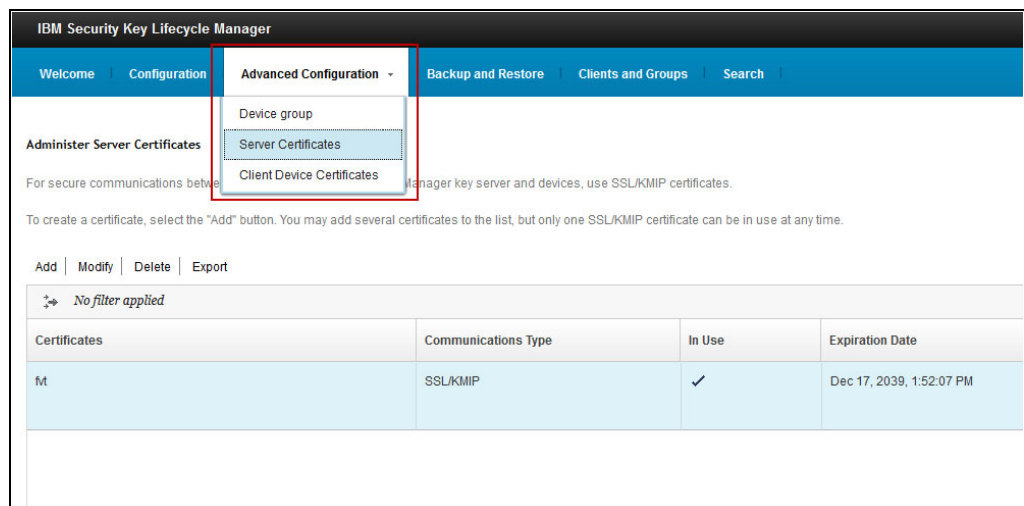 IBM Security Key Lifecycle Manager
Welcome Configuration Advanced Configuration Backup and Restore Clients and Groups Search
Device group
Server Certificates
Client Device Certificates
Administer Server Certificates
For secure communications betwe Manager key server and devices, use SSL/KMIP certificates.
To create a certificate, select the "Add" button. You may add several certificates to the list, but only one SSL/KMIP certificate can be in use at any time.
Add Modify Delete Export
No filter applied
Certificates Communications Type In Use Expiration Date
fvt SSL/KMIP ✓ Dec 17, 2039, 1:52:07 PM